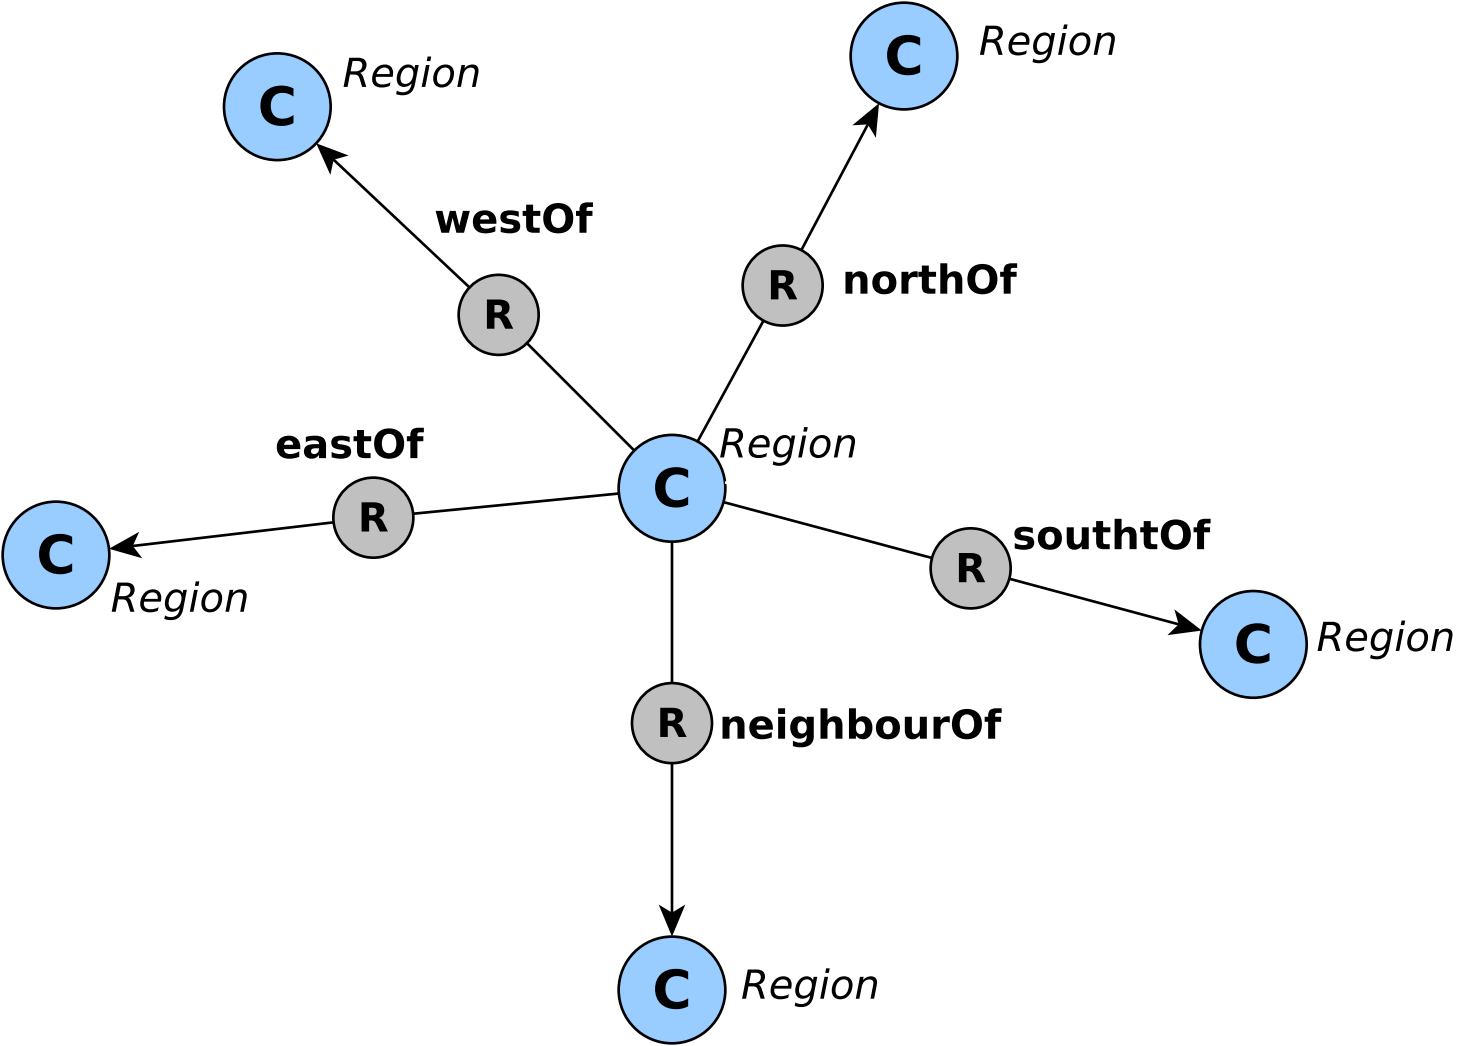 C
Region
C
Region
westOf
R
northOf
R
Region
C
eastOf
R
southtOf
R
C
Region
C
Region
R
neighbourOf
C
Region